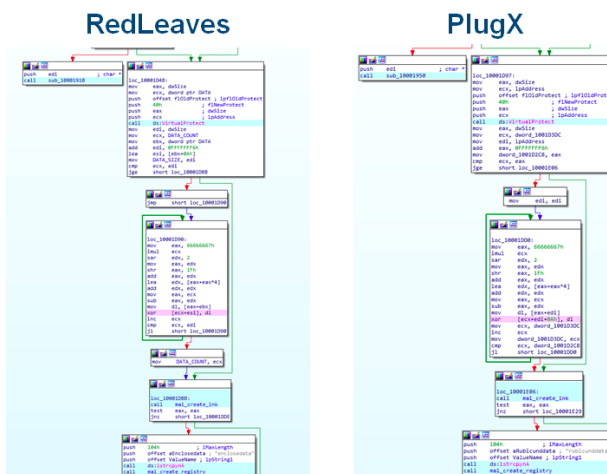 RedLeaves
PlugX
push edi ; char *
call sub_10001910
loc_10001D48:
mov eax, dwSize
mov ecx, dword ptr DATA
push offset flOldProtect ; lpflOldProtect
push 40h ; flNewProtect
push eax ; dwSize
push ecx ; lpAddress
call ds:VirtualProtect
mov edi, dwSize
mov ecx, DATA_COUNT
mov ebx, dword ptr DATA
add edi, 0FFFFFFF6h
lea esi, [ebx+0Ah]
mov DATA_SIZE, edi
cmp ecx, edi
jge short loc_10001DB8
jmp short loc_10001D90
loc_10001D90:
mov eax, 66666667h
imul ecx
sar edx, 2
mov eax, edx
shr eax, 1Fh
add eax, edx
lea edx, [eax+eax*4]
add edx, edx
mov eax, ecx
sub eax, edx
mov dl, [eax+ebx]
xor [ecx+esi], dl
inc ecx
cmp ecx, edi
jl short loc_10001D90
mov DATA_COUNT, ecx
loc_10001DB8:
call mal_create_lnk
test eax, eax
jnz short loc_10001DDE
push 104h ; iMaxLength
push offset aEnclosedata ; "enclosedata"
push offset ValueName ; lpString1
call ds:lstrcpynA
call mal_create_registry
push edi ; char *
call sub_10001950
loc_10001D97:
mov eax, dwSize
mov ecx, lpAddress
push offset flOldProtect ; lpflOldProtect
push 40h ; flNewProtect
push eax ; dwSize
push ecx ; lpAddress
call ds:VirtualProtect
mov eax, dwSize
mov ecx, dword_1001D3DC
mov edi, lpAddress
add eax, 0FFFFFFF6h
mov dword_1001D2C8, eax
cmp ecx, eax
jge short loc_10001E06
mov edi, edi
loc_10001DD0:
mov eax, 66666667h
imul ecx
sar edx, 2
mov eax, edx
shr eax, 1Fh
add eax, edx
lea edx, [eax+eax*4]
add edx, edx
mov eax, ecx
sub eax, edx
mov dl, [eax+edi]
xor [ecx+edi+0Ah], dl
mov ecx, dword_1001D3DC
inc ecx
mov dword_1001D3DC, ecx
cmp ecx, dword_1001D2C8
jl short loc_10001DD0
loc_10001E06:
call mal_create_lnk
test eax, eax
jnz short loc_10001E29
push 104h ; iMaxLength
push offset aRubicunddata ; "rubicunddata"
push offset ValueName ; lpString1
call ds:lstrcpynA
call mal_create_registry